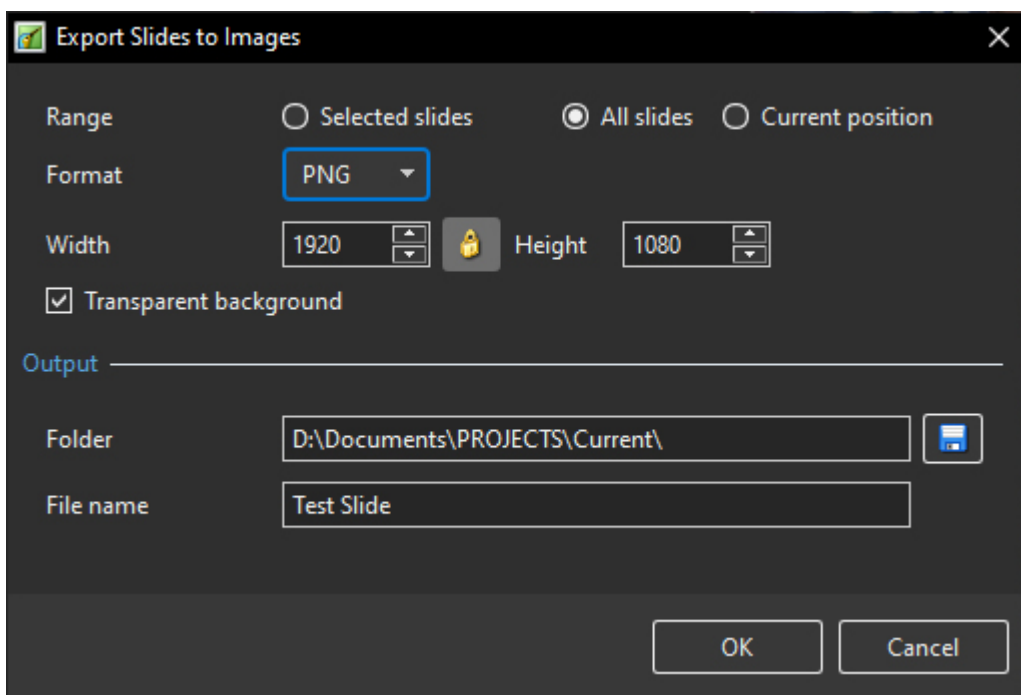 Export Slides to Images
Range Selected slides All slides Current position
Format PNG
Width 1920 Height 1080
Transparent background
Output
Folder D:\Documents\PROJECTS\Current\
File name Test Slide
OK Cancel